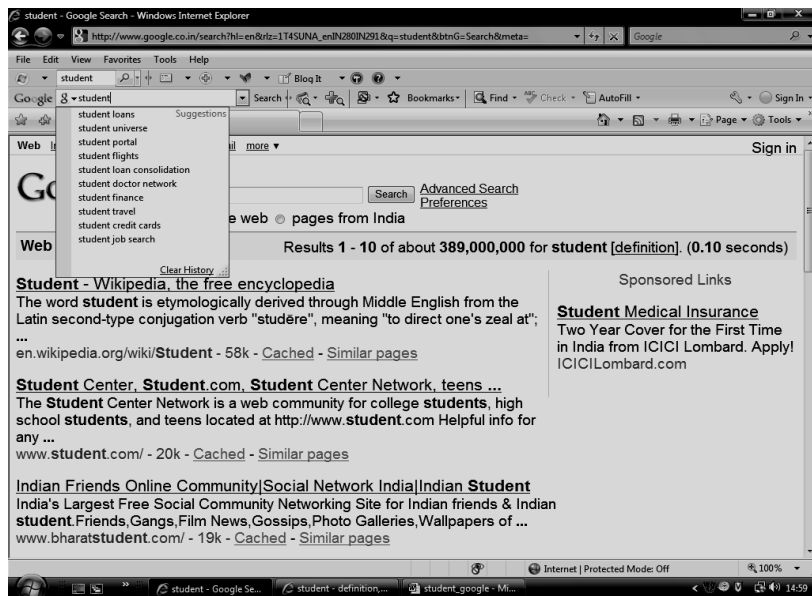 student - Google Search - Windows Internet Explorer
http://www.google.co.in/search?hl=en&rlz=1T4SUNA_enIN280IN291&q=student&btnG=Search&meta=
Google
File Edit View Favorites Tools Help
student
Blog It
Google
student
Search
Bookmarks
Find
Check
AutoFill
Sign In
student loans Suggestions
student universe
student portal
student flights
student loan consolidation
student doctor network
student finance
student travel
student credit cards
student job search
Clear History
Page Tools
Web
more
Sign in
Search
Advanced Search
Preferences
web pages from India
Web
Results 1 - 10 of about 389,000,000 for student [definition]. (0.10 seconds)
Student - Wikipedia, the free encyclopedia
The word student is etymologically derived through Middle English from the
Latin second-type conjugation verb "studēre", meaning "to direct one's zeal at";
...
en.wikipedia.org/wiki/Student - 58k - Cached - Similar pages
Student Center, Student.com, Student Center Network, teens ...
The Student Center Network is a web community for college students, high
school students, and teens located at http://www.student.com Helpful info for
any ...
www.student.com/ - 20k - Cached - Similar pages
Indian Friends Online Community|Social Network India|Indian Student
India's Largest Free Social Community Networking Site for Indian friends & Indian
student.Friends,Gangs,Film News,Gossips,Photo Galleries,Wallpapers of ...
www.bharatstudent.com/ - 19k - Cached - Similar pages
Sponsored Links
Student Medical Insurance
Two Year Cover for the First Time
in India from ICICI Lombard. Apply!
ICICILombard.com
Internet | Protected Mode: Off
100%
student - Google Se...
student - definition,...
student_google - Mi...
14:59